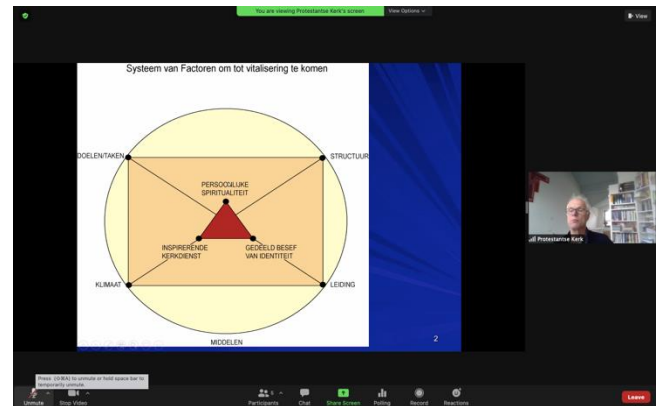 You are viewing Protestantse Kerk's screen
View Options
View
Systeem van Factoren om tot vitalisering te komen
DOELEN/TAKEN
STRUCTUUR
PERSOONLIJKE
SPIRITUALITEIT
INSPIRERENDE
KERKDIENST
GEDEELD BESEF
VAN IDENTITEIT
KLIMAAT
LEIDING
MIDDELEN
2
Protestantse Kerk
Press (⇧⌘A) to unmute or hold space bar to
temporarily unmute.
Unmute
Stop Video
Participants
5
Chat
Share Screen
Polling
Record
Reactions
Leave